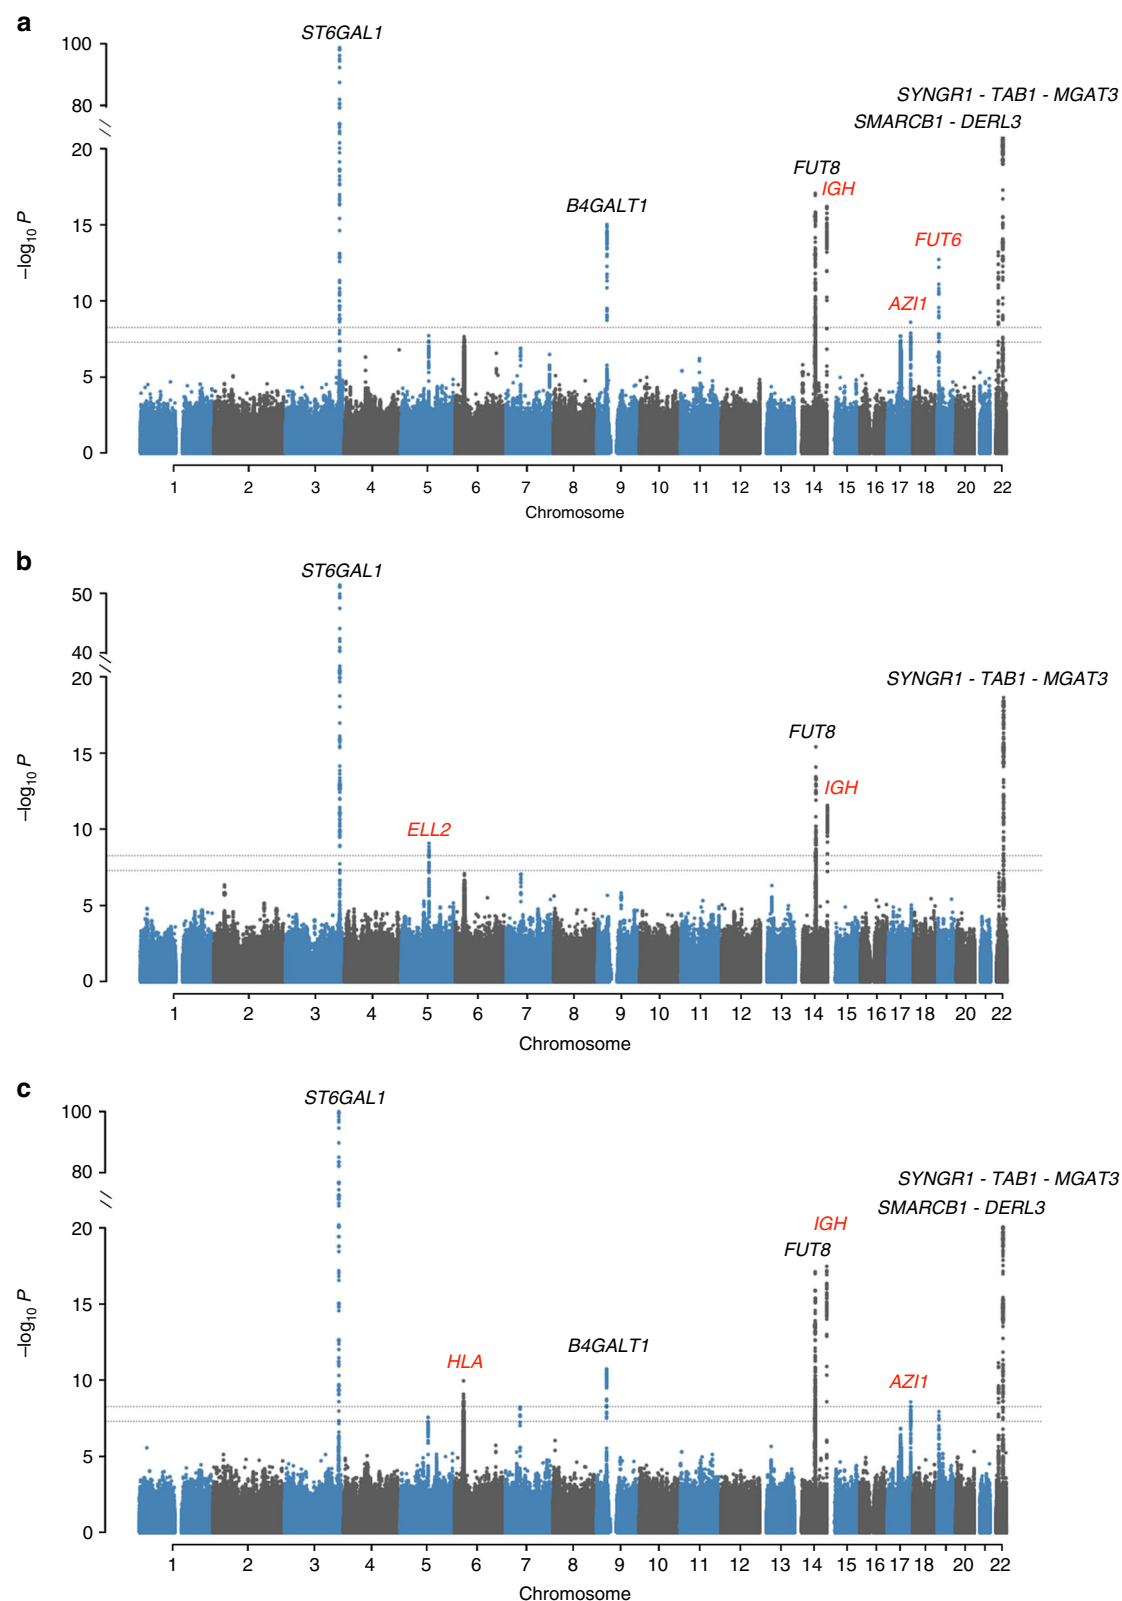 a
ST6GAL1
SYNGR1 - TAB1 - MGAT3
SMARCB1 - DERL3
FUT8
IGH
B4GALT1
FUT6
AZI1
100
80
20
15
10
5
0
–log10 P
1 2 3 4 5 6 7 8 9 10 11 12 13 14 15 16 17 18 20 22
Chromosome
b
ST6GAL1
SYNGR1 - TAB1 - MGAT3
FUT8
IGH
ELL2
50
40
20
15
10
5
0
–log10 P
1 2 3 4 5 6 7 8 9 10 11 12 13 14 15 16 17 18 20 22
Chromosome
c
ST6GAL1
SYNGR1 - TAB1 - MGAT3
SMARCB1 - DERL3
IGH
FUT8
B4GALT1
HLA
AZI1
100
80
20
15
10
5
0
–log10 P
1 2 3 4 5 6 7 8 9 10 11 12 13 14 15 16 17 18 20 22
Chromosome